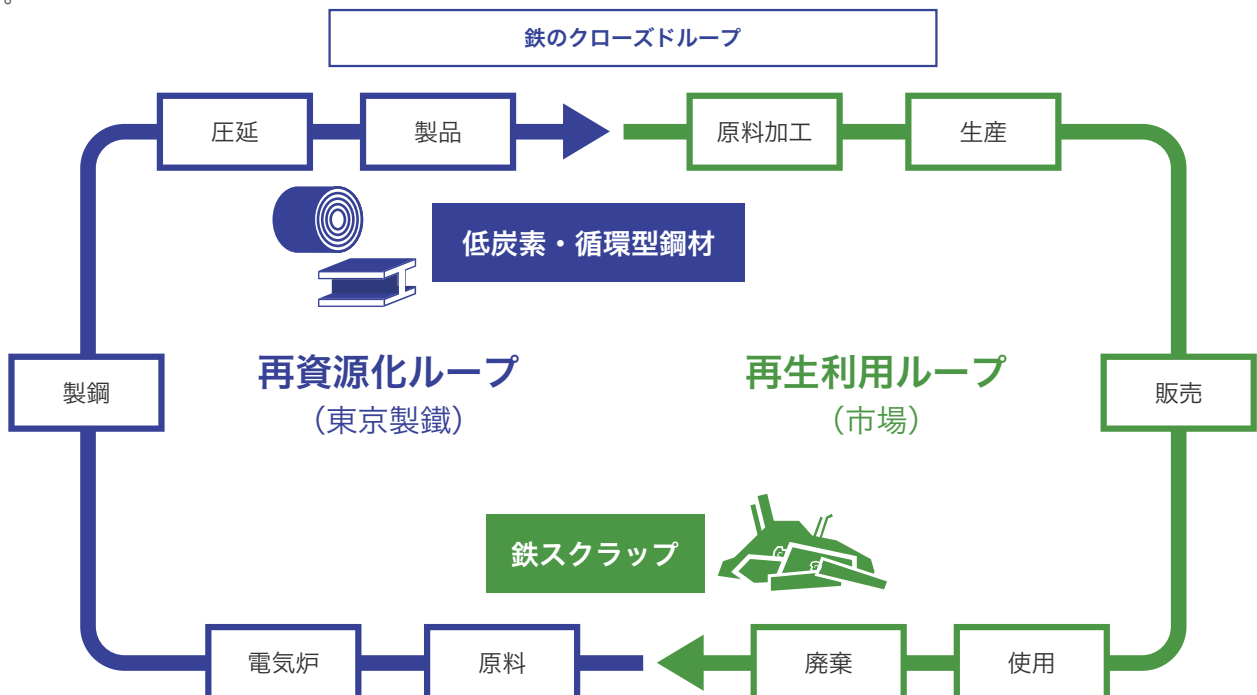 。
鉄のクローズドループ
圧延
製品
原料加工
生産
低炭素・循環型鋼材
製鋼
再資源化ループ
（東京製鐵）
再生利用ループ
（市場）
販売
鉄スクラップ
電気炉
原料
廃棄
使用